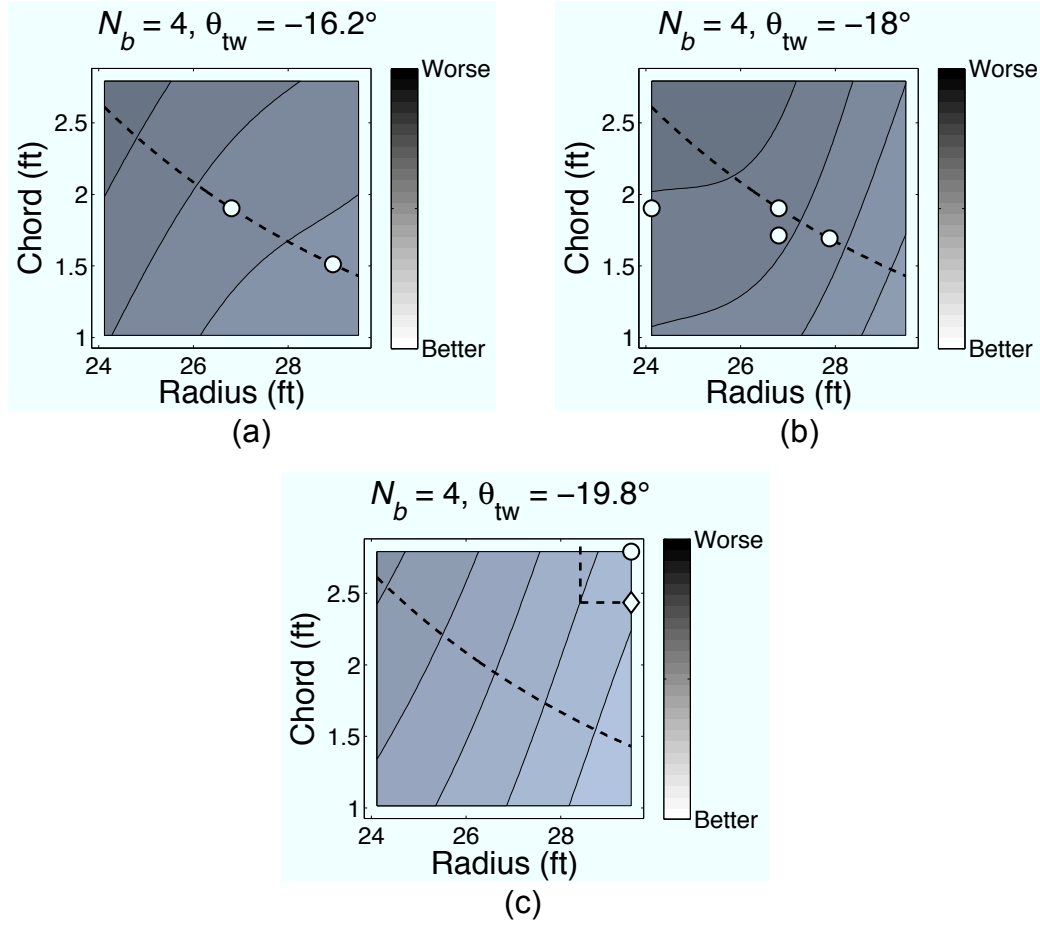 N_b = 4, θ_tw = −16.2°
Worse
2.5
2
1.5
1
Chord (ft)
Better
24 26 28
Radius (ft)
(a)
N_b = 4, θ_tw = −18°
Worse
2.5
2
1.5
1
Chord (ft)
Better
24 26 28
Radius (ft)
(b)
N_b = 4, θ_tw = −19.8°
Worse
2.5
2
1.5
1
Chord (ft)
Better
24 26 28
Radius (ft)
(c)